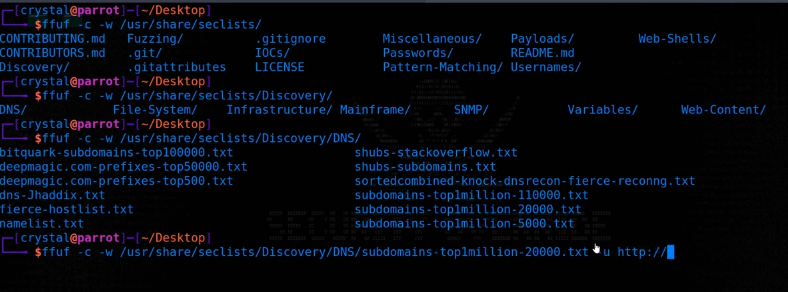 ┌─[crystal@parrot]─[~/Desktop]
└──╼ $ffuf -c -w /usr/share/seclists/
CONTRIBUTING.md Fuzzing/ .gitignore Miscellaneous/ Payloads/ Web-Shells/
CONTRIBUTORS.md .git/ IOCs/ Passwords/ README.md
Discovery/ .gitattributes LICENSE Pattern-Matching/ Usernames/
┌─[crystal@parrot]─[~/Desktop]
└──╼ $ffuf -c -w /usr/share/seclists/Discovery/
DNS/ File-System/ Infrastructure/ Mainframe/ SNMP/ Variables/ Web-Content/
┌─[crystal@parrot]─[~/Desktop]
└──╼ $ffuf -c -w /usr/share/seclists/Discovery/DNS/
bitquark-subdomains-top100000.txt shubs-stackoverflow.txt
deepmagic.com-prefixes-top50000.txt shubs-subdomains.txt
deepmagic.com-prefixes-top500.txt sortedcombined-knock-dnsrecon-fierce-reconng.txt
dns-Jhaddix.txt subdomains-top1million-110000.txt
fierce-hostlist.txt subdomains-top1million-20000.txt
namelist.txt subdomains-top1million-5000.txt
┌─[crystal@parrot]─[~/Desktop]
└──╼ $ffuf -c -w /usr/share/seclists/Discovery/DNS/subdomains-top1million-20000.txt -u http://